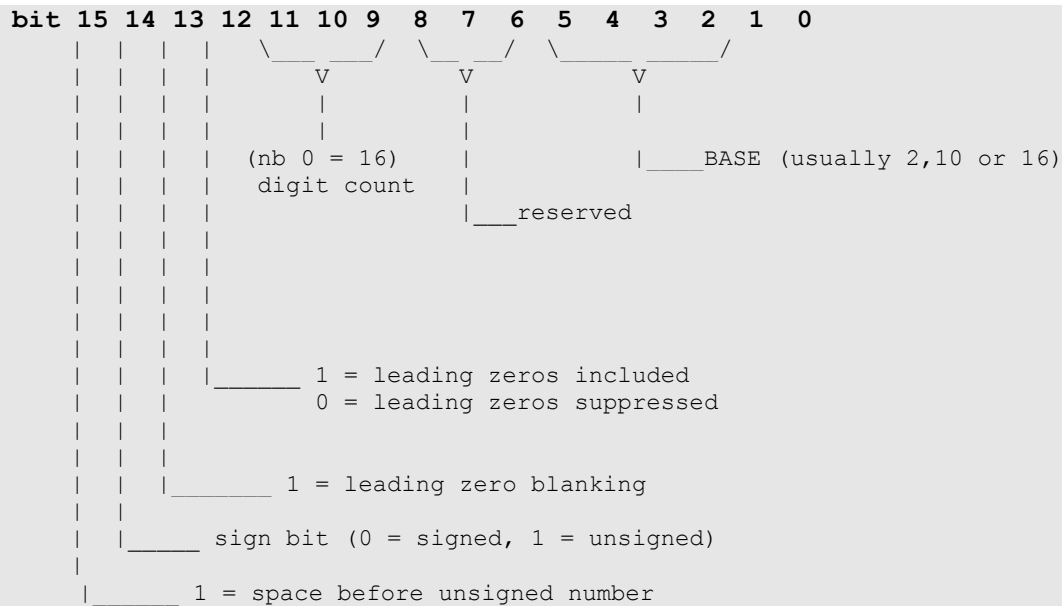 bit 15 14 13 12 11 10 9 8 7 6 5 4 3 2 1 0
(nb 0 = 16) BASE (usually 2,10 or 16)
digit count
reserved
1 = leading zeros included
0 = leading zeros suppressed
1 = leading zero blanking
sign bit (0 = signed, 1 = unsigned)
1 = space before unsigned number